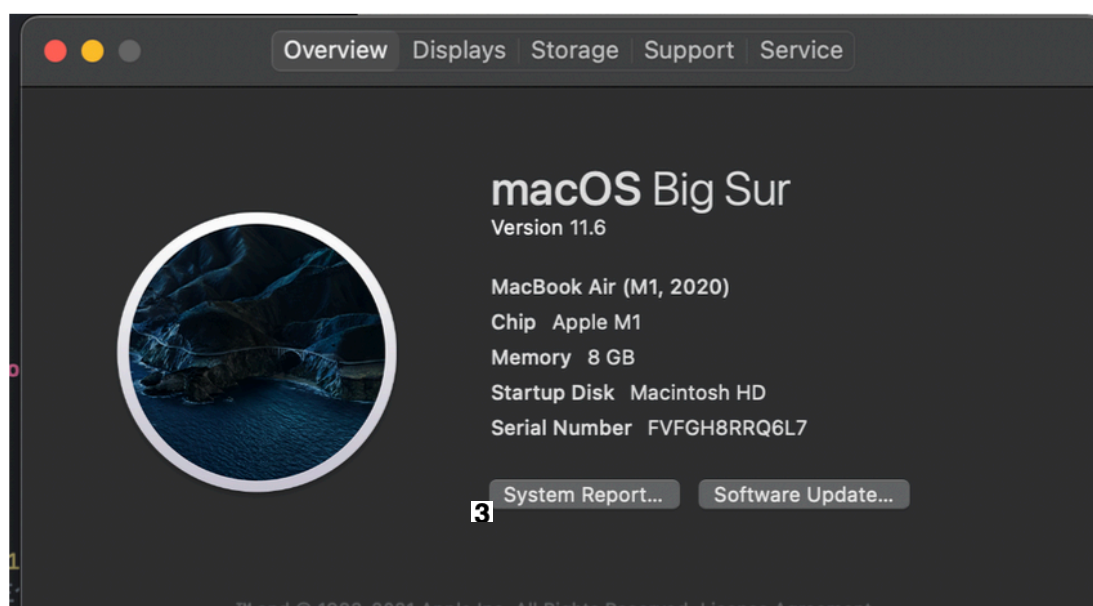 Overview Displays Storage Support Service
macOS Big Sur
Version 11.6
MacBook Air (M1, 2020)
Chip Apple M1
Memory 8 GB
Startup Disk Macintosh HD
Serial Number FVFGH8RRQ6L7
System Report... Software Update...
3